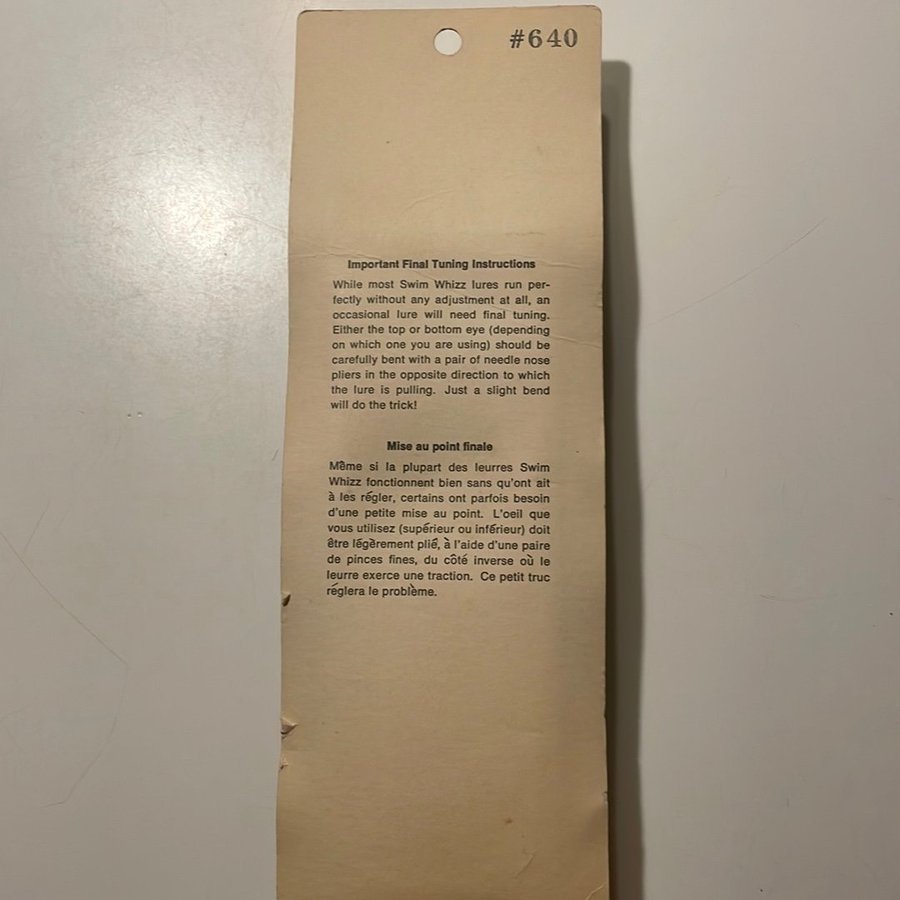 #640
Important Final Tuning Instructions
While most Swim Whizz lures run per-
fectly without any adjustment at all, an
occasional lure will need final tuning.
Either the top or bottom eye (depending
on which one you are using) should be
carefully bent with a pair of needle nose
pliers in the opposite direction to which
the lure is pulling. Just a slight bend
will do the trick!
Mise au point finale
Même si la plupart des leurres Swim
Whizz fonctionnent bien sans qu'ont ait
à les régler, certains ont parfois besoin
d'une petite mise au point. L'oeil que
vous utilisez (supérieur ou inférieur) doit
être légèrement plié, à l'aide d'une paire
de pinces fines, du côté inverse où le
leurre exerce une traction. Ce petit truc
réglera le problème.